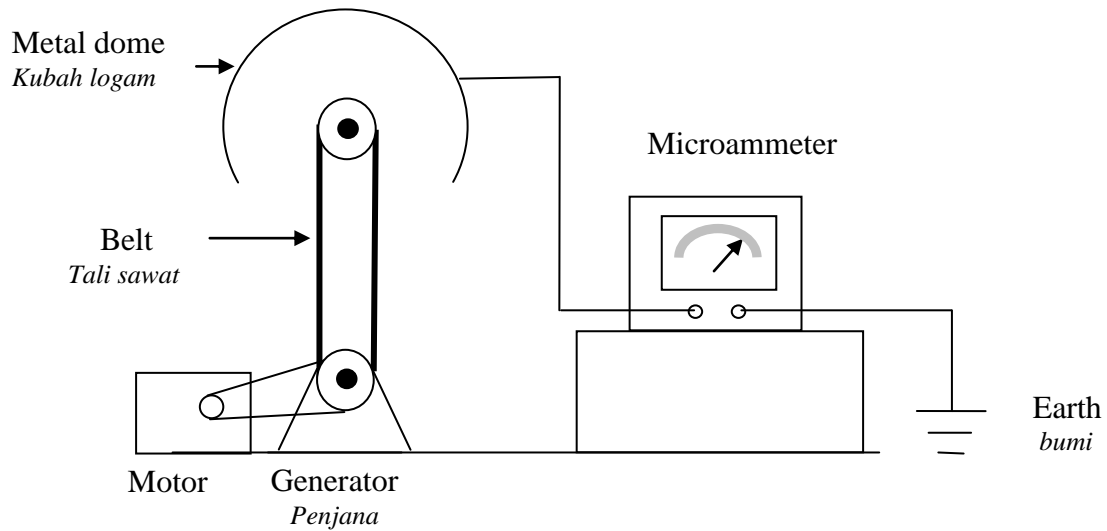 Metal dome
Kubah logam
Microammeter
Belt
Tali sawat
Earth
bumi
Motor
Generator
Penjana